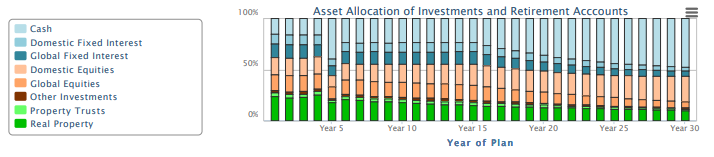 Asset Allocation of Investments and Retirement Acccounts
Cash
Domestic Fixed Interest
Global Fixed Interest
Domestic Equities
Global Equities
Other Investments
Property Trusts
Real Property
100%
50%
0%
Year 5 Year 10 Year 15 Year 20 Year 25 Year 30
Year of Plan